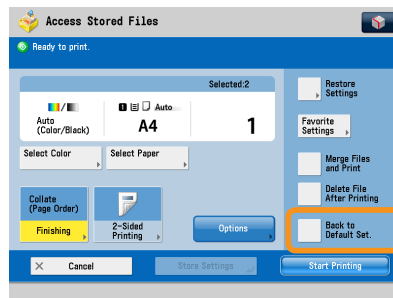 Access Stored Files
Ready to print.
Selected:2
Auto
(Color/Black)
1 Auto
A4
1
Select Color
Select Paper
Collate
(Page Order)
Finishing
2-Sided
Printing
Options
Restore
Settings
Favorite
Settings
Merge Files
and Print
Delete File
After Printing
Back to
Default Set.
Cancel
Store Settings
Start Printing